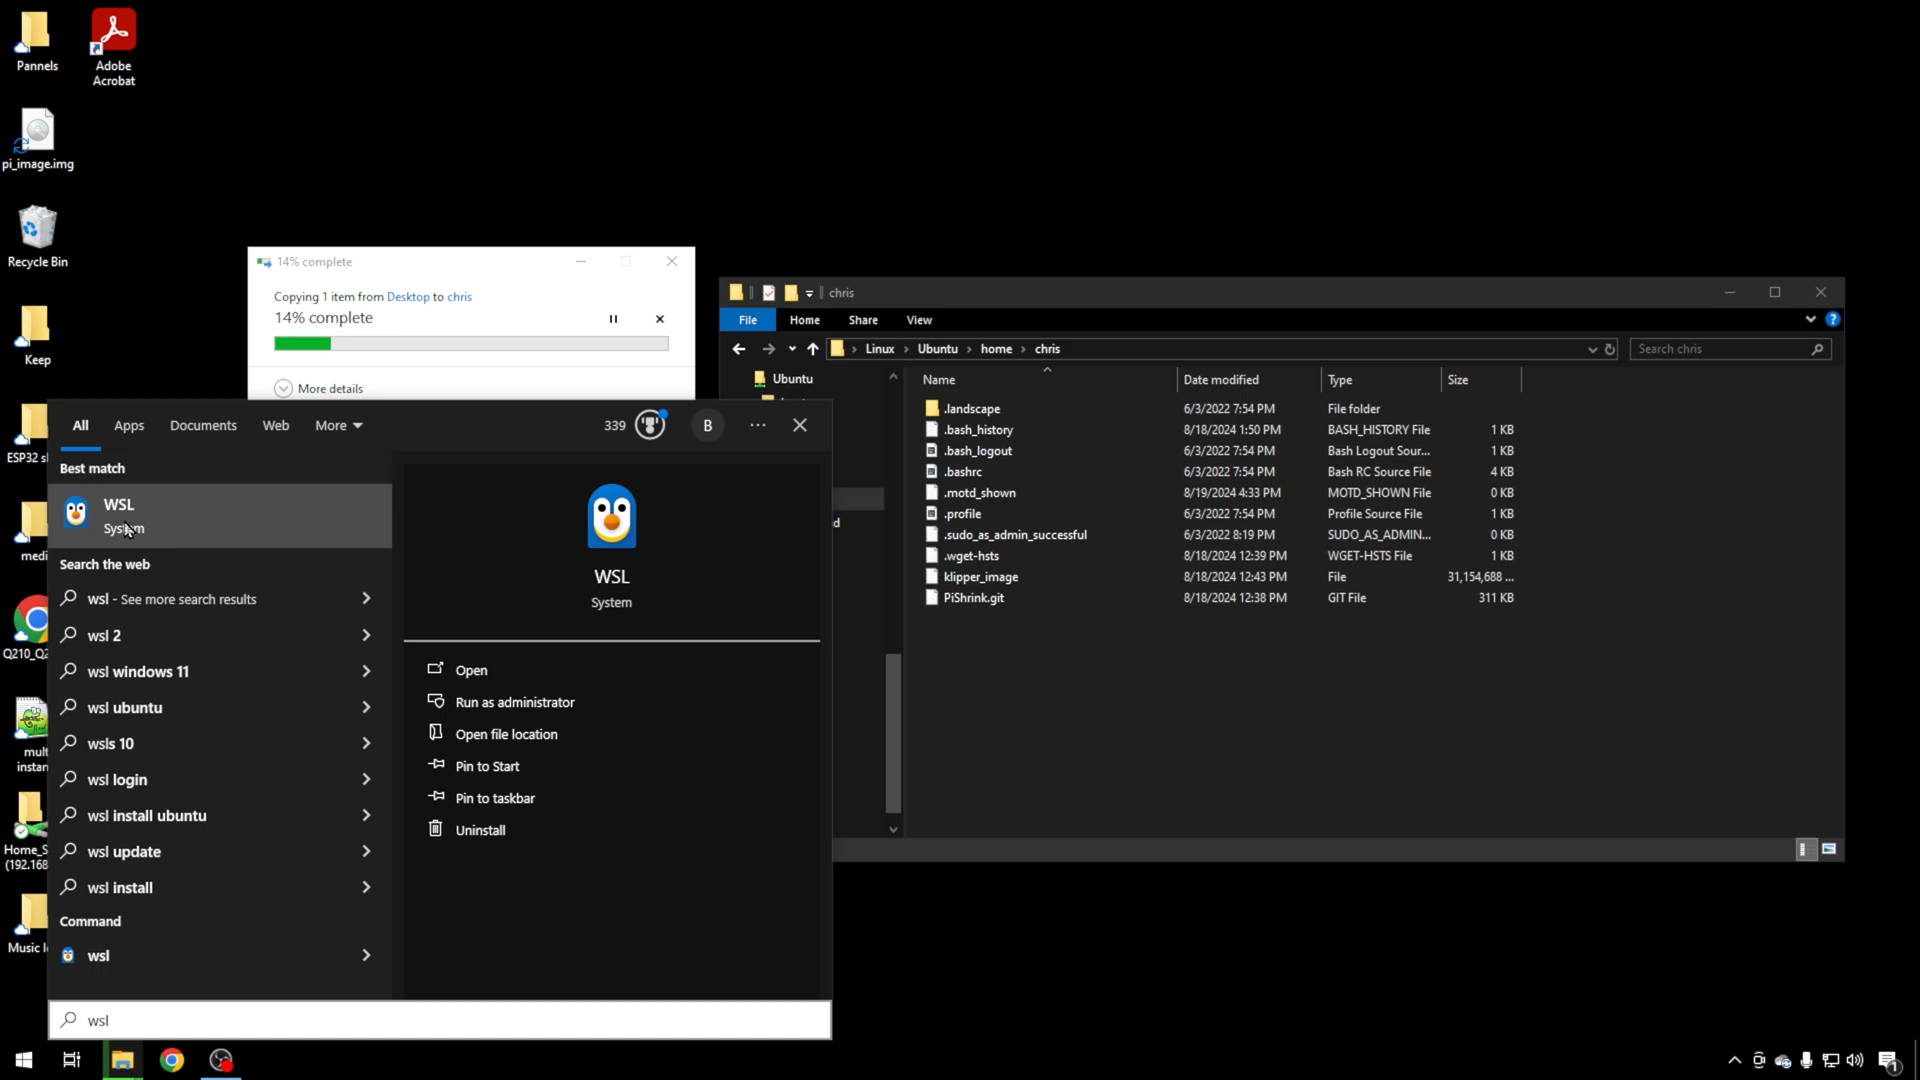 Pannels
Adobe
Acrobat
pi_image.img
Recycle Bin
Keep
ESP32 s
medi
Q210_Q2
mult
instan
Home_S
(192.168
Music l
14% complete
Copying 1 item from Desktop to chris
14% complete
More details
chris
File Home Share View
Linux Ubuntu home chris
Search chris
Ubuntu
d
Name Date modified Type Size
.landscape 6/3/2022 7:54 PM File folder
.bash_history 8/18/2024 1:50 PM BASH_HISTORY File 1 KB
.bash_logout 6/3/2022 7:54 PM Bash Logout Sour... 1 KB
.bashrc 6/3/2022 7:54 PM Bash RC Source File 4 KB
.motd_shown 8/19/2024 4:33 PM MOTD_SHOWN File 0 KB
.profile 6/3/2022 7:54 PM Profile Source File 1 KB
.sudo_as_admin_successful 6/3/2022 8:19 PM SUDO_AS_ADMIN... 0 KB
.wget-hsts 8/18/2024 12:39 PM WGET-HSTS File 1 KB
klipper_image 8/18/2024 12:43 PM File 31,154,688 ...
PiShrink.git 8/18/2024 12:38 PM GIT File 311 KB
All Apps Documents Web More 339 B
Best match
WSL
System
Search the web
wsl - See more search results
wsl 2
wsl windows 11
wsl ubuntu
wsls 10
wsl login
wsl install ubuntu
wsl update
wsl install
Command
wsl
WSL
System
Open
Run as administrator
Open file location
Pin to Start
Pin to taskbar
Uninstall
wsl
1